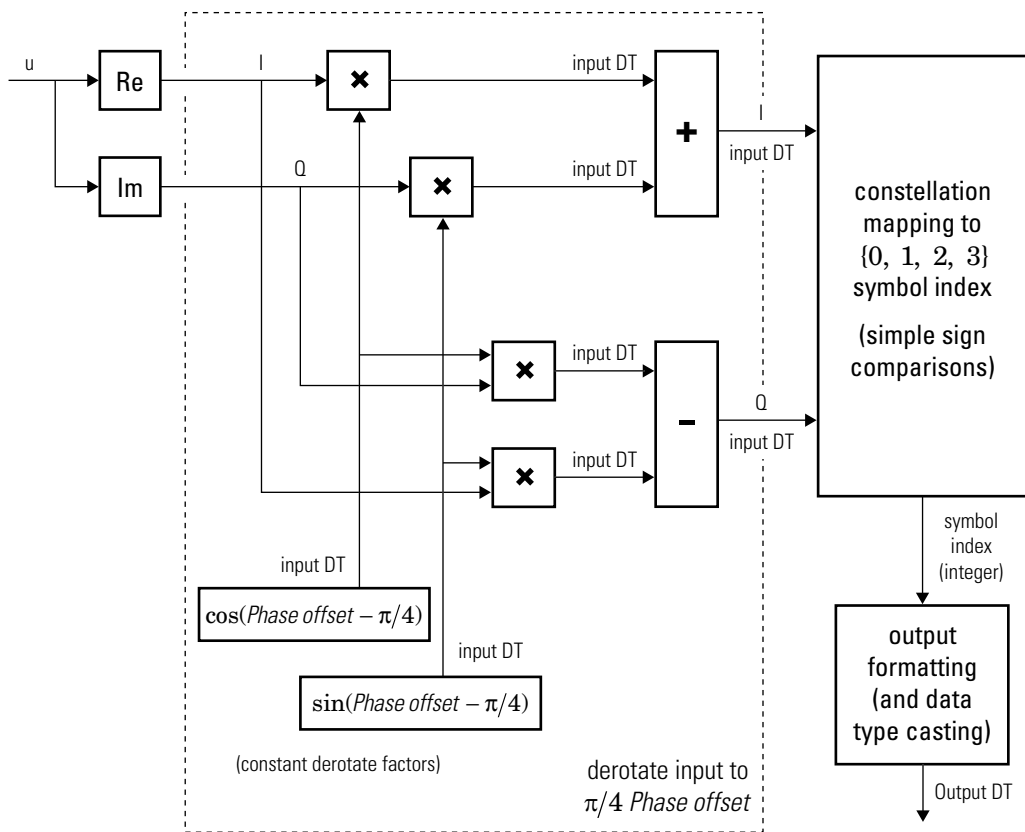 u
Re
I
×
input DT
Im
Q
×
input DT
+
I
input DT
constellation
mapping to
{0, 1, 2, 3}
symbol index
(simple sign
comparisons)
×
input DT
×
input DT
-
Q
input DT
input DT
cos(Phase offset − π/4)
input DT
sin(Phase offset − π/4)
(constant derotate factors)
derotate input to
π/4 Phase offset
symbol
index
(integer)
output
formatting
(and data
type casting)
Output DT